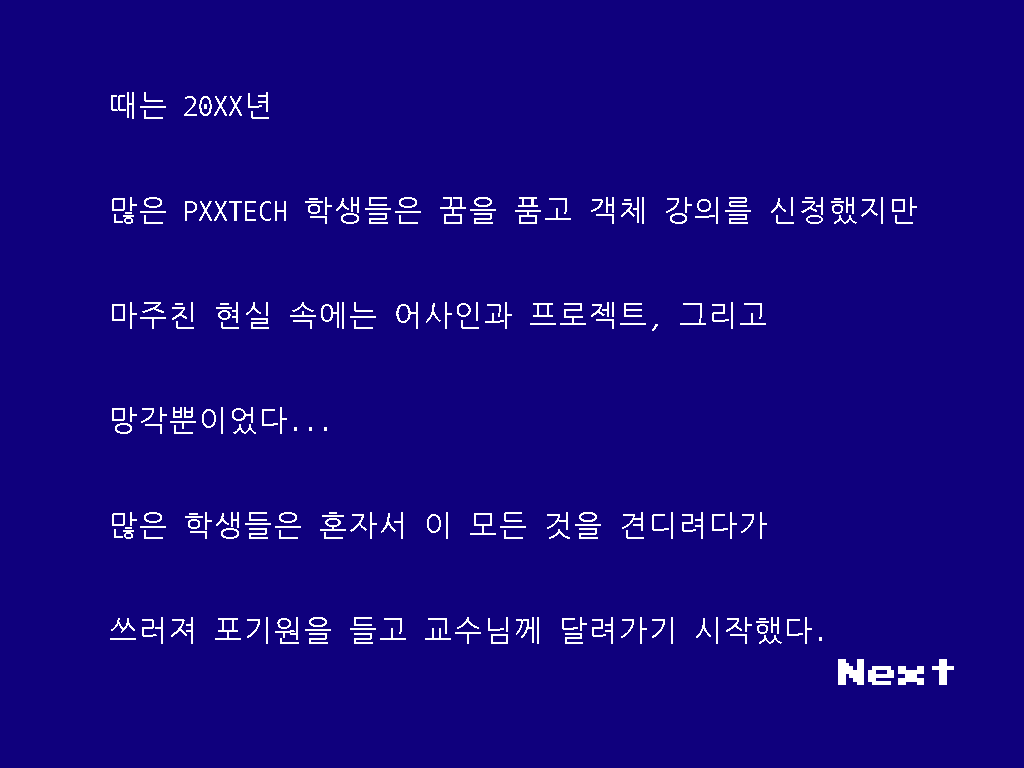 때는 20XX년
많은 PXXTECH 학생들은 꿈을 품고 객체 강의를 신청했지만
마주친 현실 속에는 어사인과 프로젝트, 그리고
망각뿐이었다...
많은 학생들은 혼자서 이 모든 것을 견디려다가
쓰러져 포기원을 들고 교수님께 달려가기 시작했다.
Next